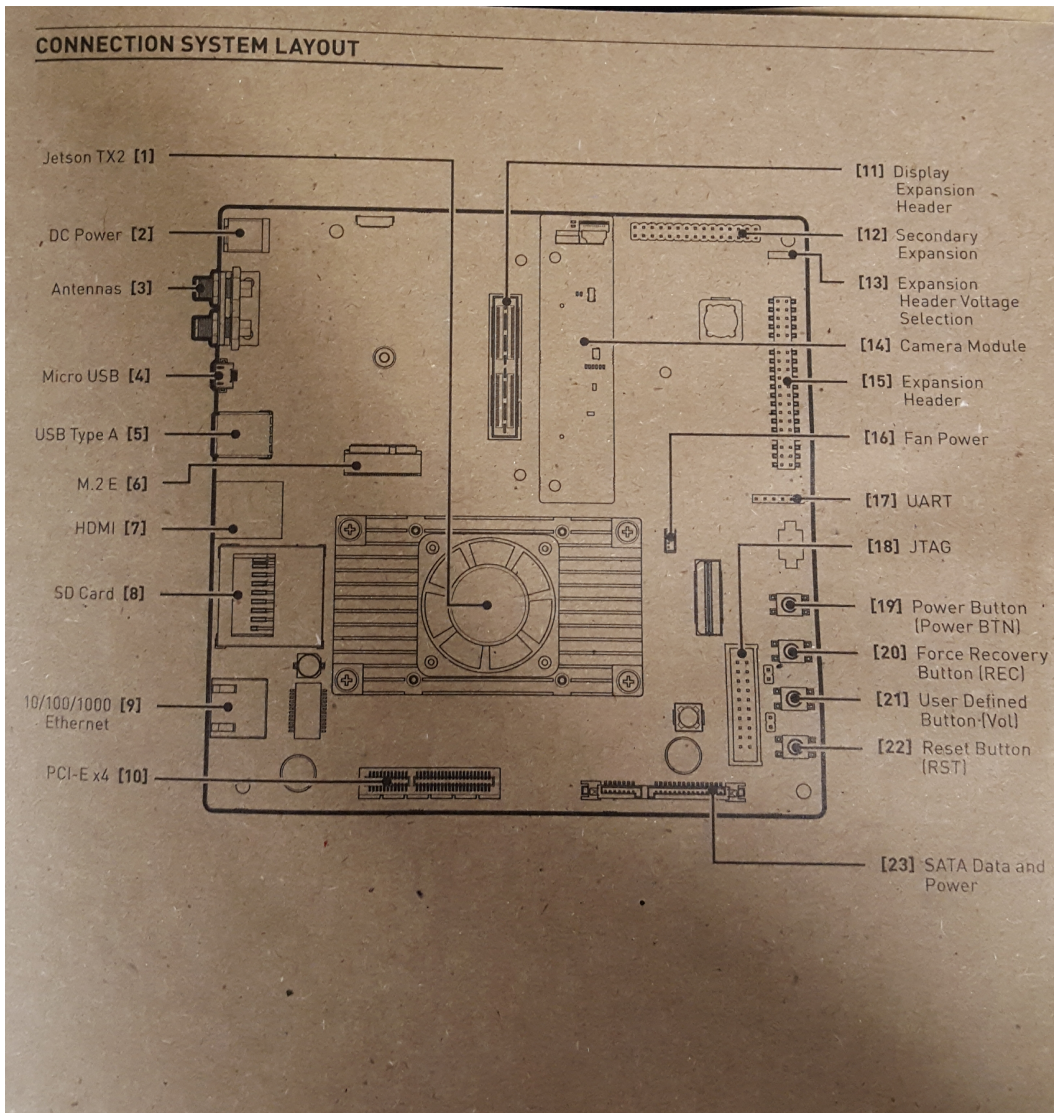 CONNECTION SYSTEM LAYOUT
Jetson TX2 [1]
DC Power [2]
Antennas [3]
Micro USB [4]
USB Type A [5]
M.2 E [6]
HDMI [7]
SD Card [8]
10/100/1000 [9]
Ethernet
PCI-E x4 [10]
[11] Display
Expansion
Header
[12] Secondary
Expansion
[13] Expansion
Header Voltage
Selection
[14] Camera Module
[15] Expansion
Header
[16] Fan Power
[17] UART
[18] JTAG
[19] Power Button
(Power BTN)
[20] Force Recovery
Button (REC)
[21] User Defined
Button (Vol)
[22] Reset Button
(RST)
[23] SATA Data and
Power